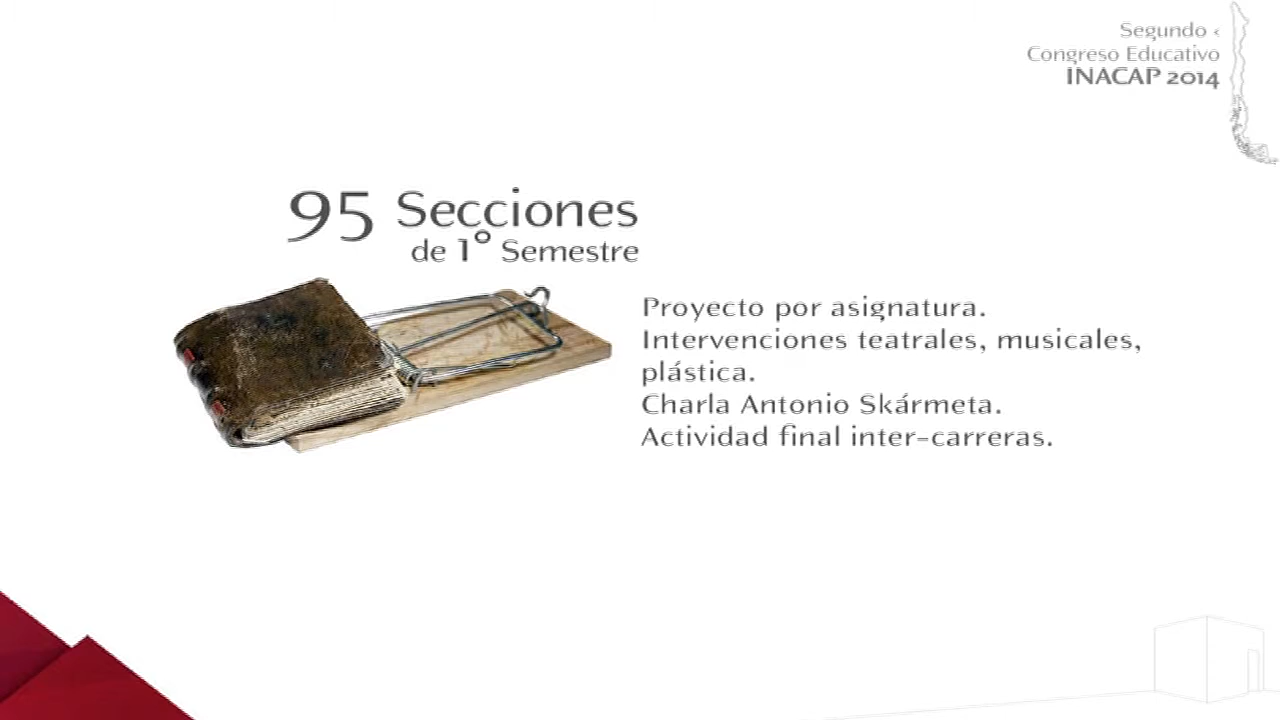 Segundo ‹
Congreso Educativo
INACAP 2014
95 Secciones
de 1° Semestre
Proyecto por asignatura.
Intervenciones teatrales, musicales,
plástica.
Charla Antonio Skármeta.
Actividad final inter-carreras.